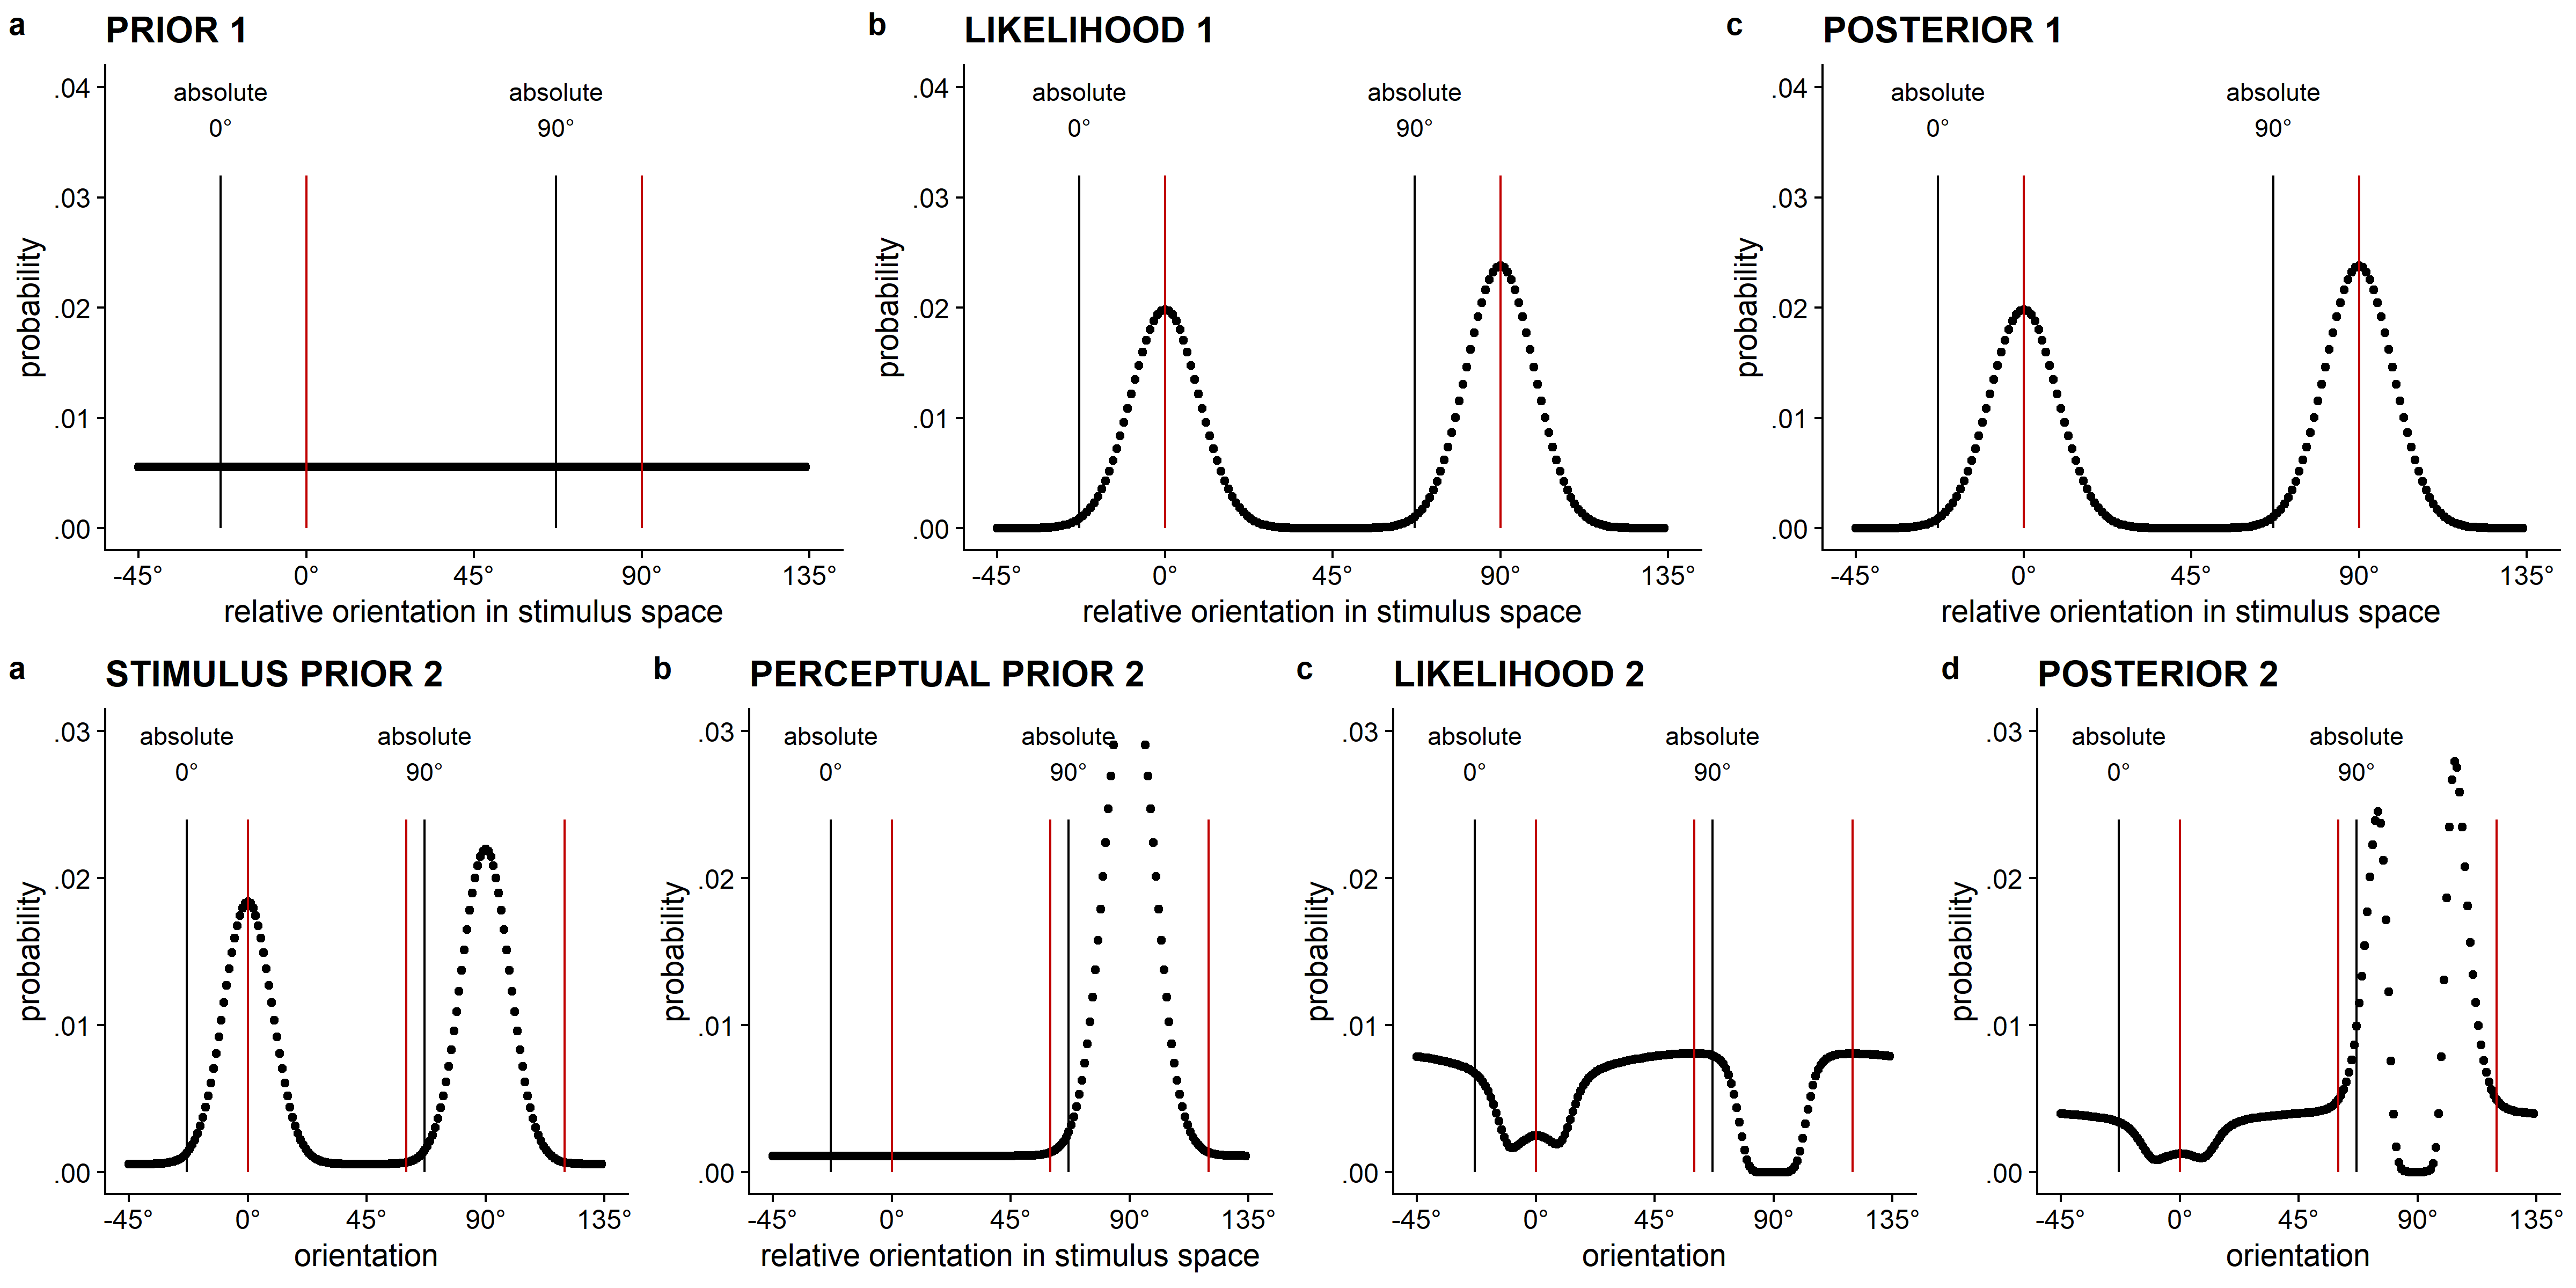 a PRIOR 1
.04
.03
.02
.01
.00
probability
absolute
0°
absolute
90°
-45° 0° 45° 90° 135°
relative orientation in stimulus space
b LIKELIHOOD 1
.04
.03
.02
.01
.00
probability
absolute
0°
absolute
90°
-45° 0° 45° 90° 135°
relative orientation in stimulus space
c POSTERIOR 1
.04
.03
.02
.01
.00
probability
absolute
0°
absolute
90°
-45° 0° 45° 90° 135°
relative orientation in stimulus space
a STIMULUS PRIOR 2
.03
.02
.01
.00
probability
absolute
0°
absolute
90°
-45° 0° 45° 90° 135°
orientation
b PERCEPTUAL PRIOR 2
.03
.02
.01
.00
probability
absolute
0°
absolute
90°
-45° 0° 45° 90° 135°
relative orientation in stimulus space
c LIKELIHOOD 2
.03
.02
.01
.00
probability
absolute
0°
absolute
90°
-45° 0° 45° 90° 135°
orientation
d POSTERIOR 2
.03
.02
.01
.00
probability
absolute
0°
absolute
90°
-45° 0° 45° 90° 135°
orientation